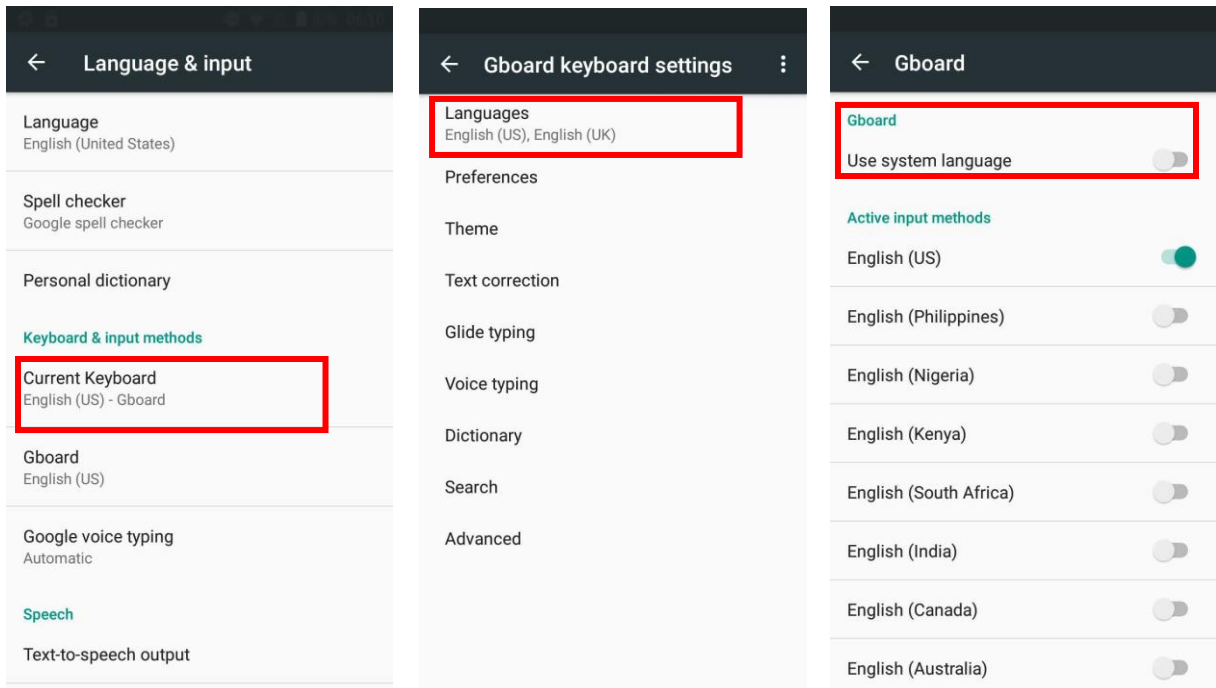 Language & input
Language
English (United States)
Spell checker
Google spell checker
Personal dictionary
Keyboard & input methods
Current Keyboard
English (US) - Gboard
Gboard
English (US)
Google voice typing
Automatic
Speech
Text-to-speech output
Gboard keyboard settings
Languages
English (US), English (UK)
Preferences
Theme
Text correction
Glide typing
Voice typing
Dictionary
Search
Advanced
Gboard
Gboard
Use system language
Active input methods
English (US)
English (Philippines)
English (Nigeria)
English (Kenya)
English (South Africa)
English (India)
English (Canada)
English (Australia)